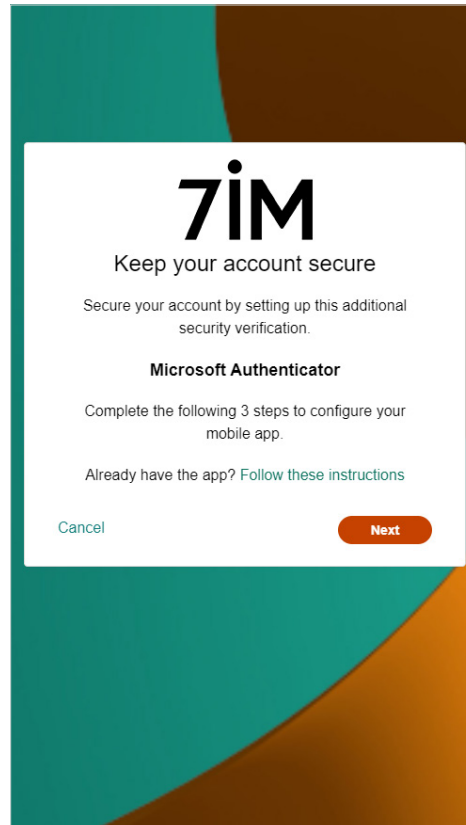 7iM
Keep your account secure
Secure your account by setting up this additional
security verification.
Microsoft Authenticator
Complete the following 3 steps to configure your
mobile app.
Already have the app? Follow these instructions
Cancel
Next